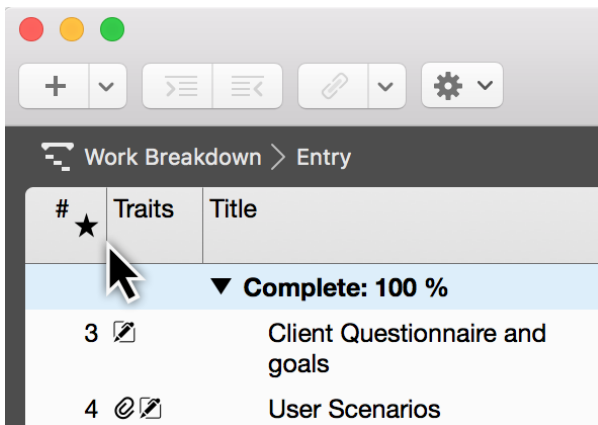 Work Breakdown > Entry
# ★ Traits Title
▼ Complete: 100 %
3 Client Questionnaire and
goals
4 User Scenarios